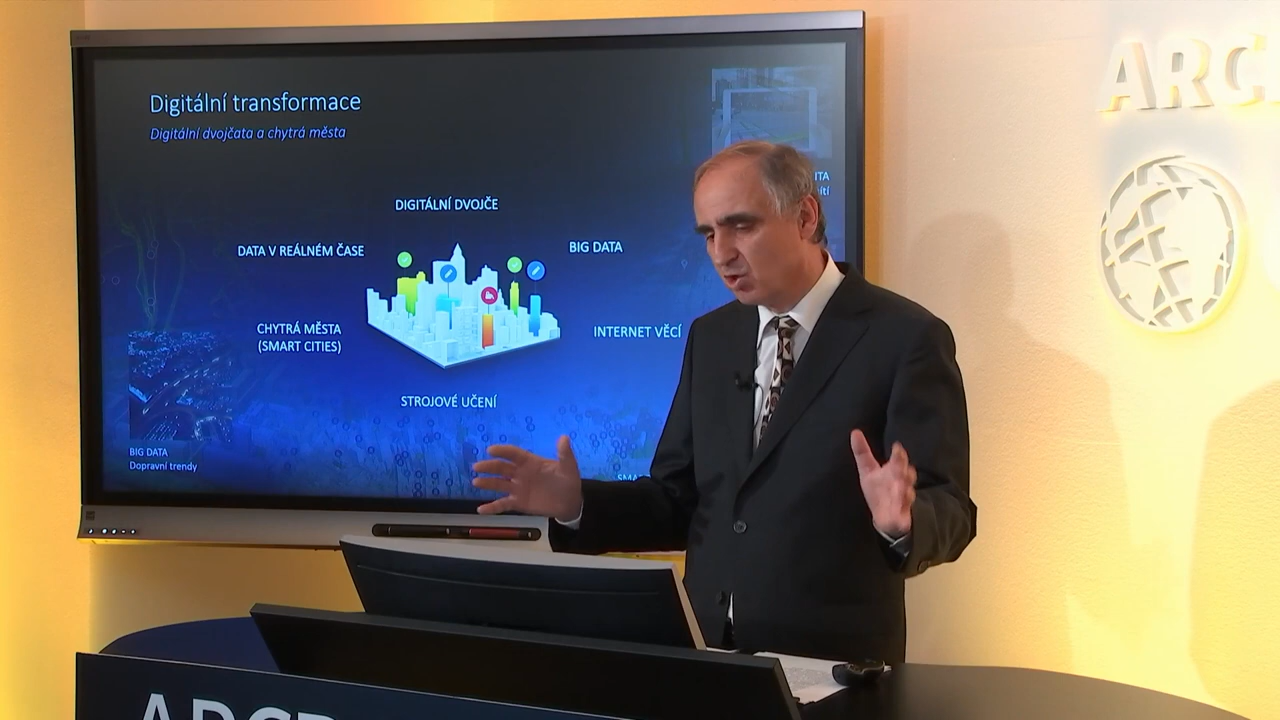 Digitální transformace
Digitální dvojčata a chytrá města
DIGITÁLNÍ DVOJČE
DATA V REÁLNÉM ČASE
BIG DATA
CHYTRÁ MĚSTA
(SMART CITIES)
INTERNET VĚCÍ
STROJOVÉ UČENÍ
BIG DATA
Dopravní trendy
ARC